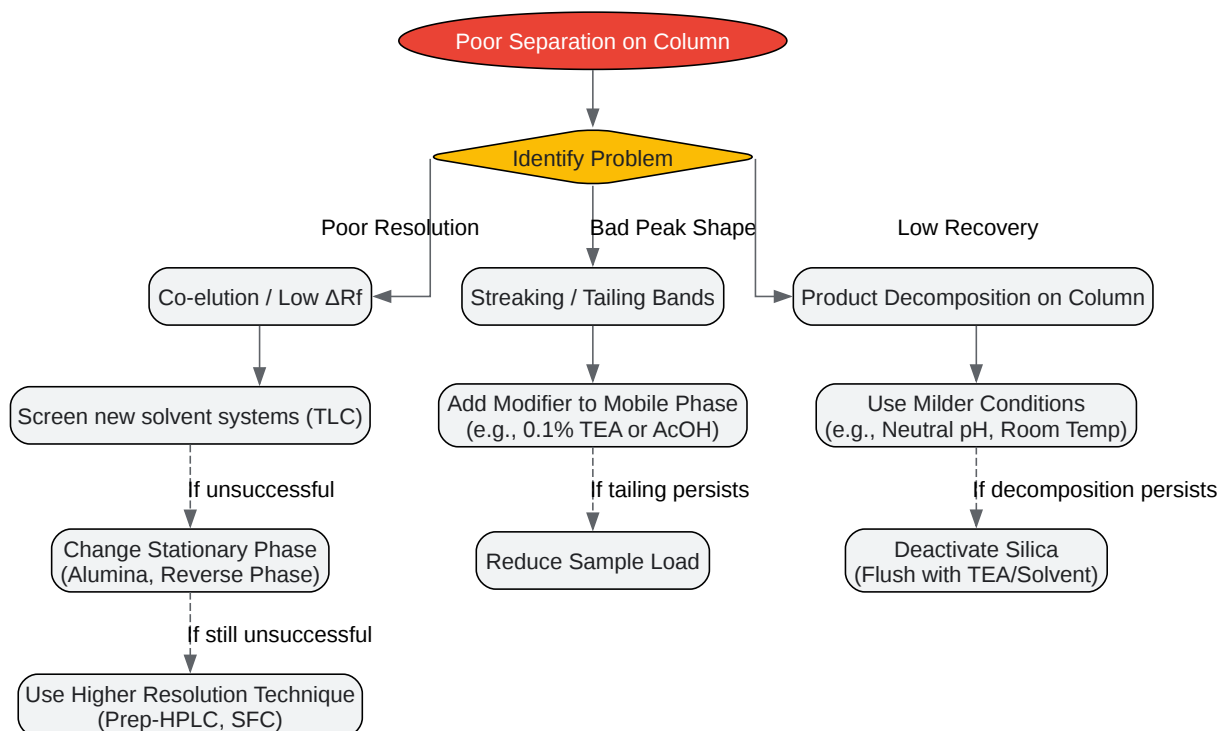 Poor Separation on Column
Identify Problem
Poor Resolution
Bad Peak Shape
Low Recovery
Co-elution / Low ΔRf
Streaking / Tailing Bands
Product Decomposition on Column
Screen new solvent systems (TLC)
Add Modifier to Mobile Phase
(e.g., 0.1% TEA or AcOH)
Use Milder Conditions
(e.g., Neutral pH, Room Temp)
If unsuccessful
If tailing persists
If decomposition persists
Change Stationary Phase
(Alumina, Reverse Phase)
Reduce Sample Load
Deactivate Silica
(Flush with TEA/Solvent)
If still unsuccessful
Use Higher Resolution Technique
(Prep-HPLC, SFC)